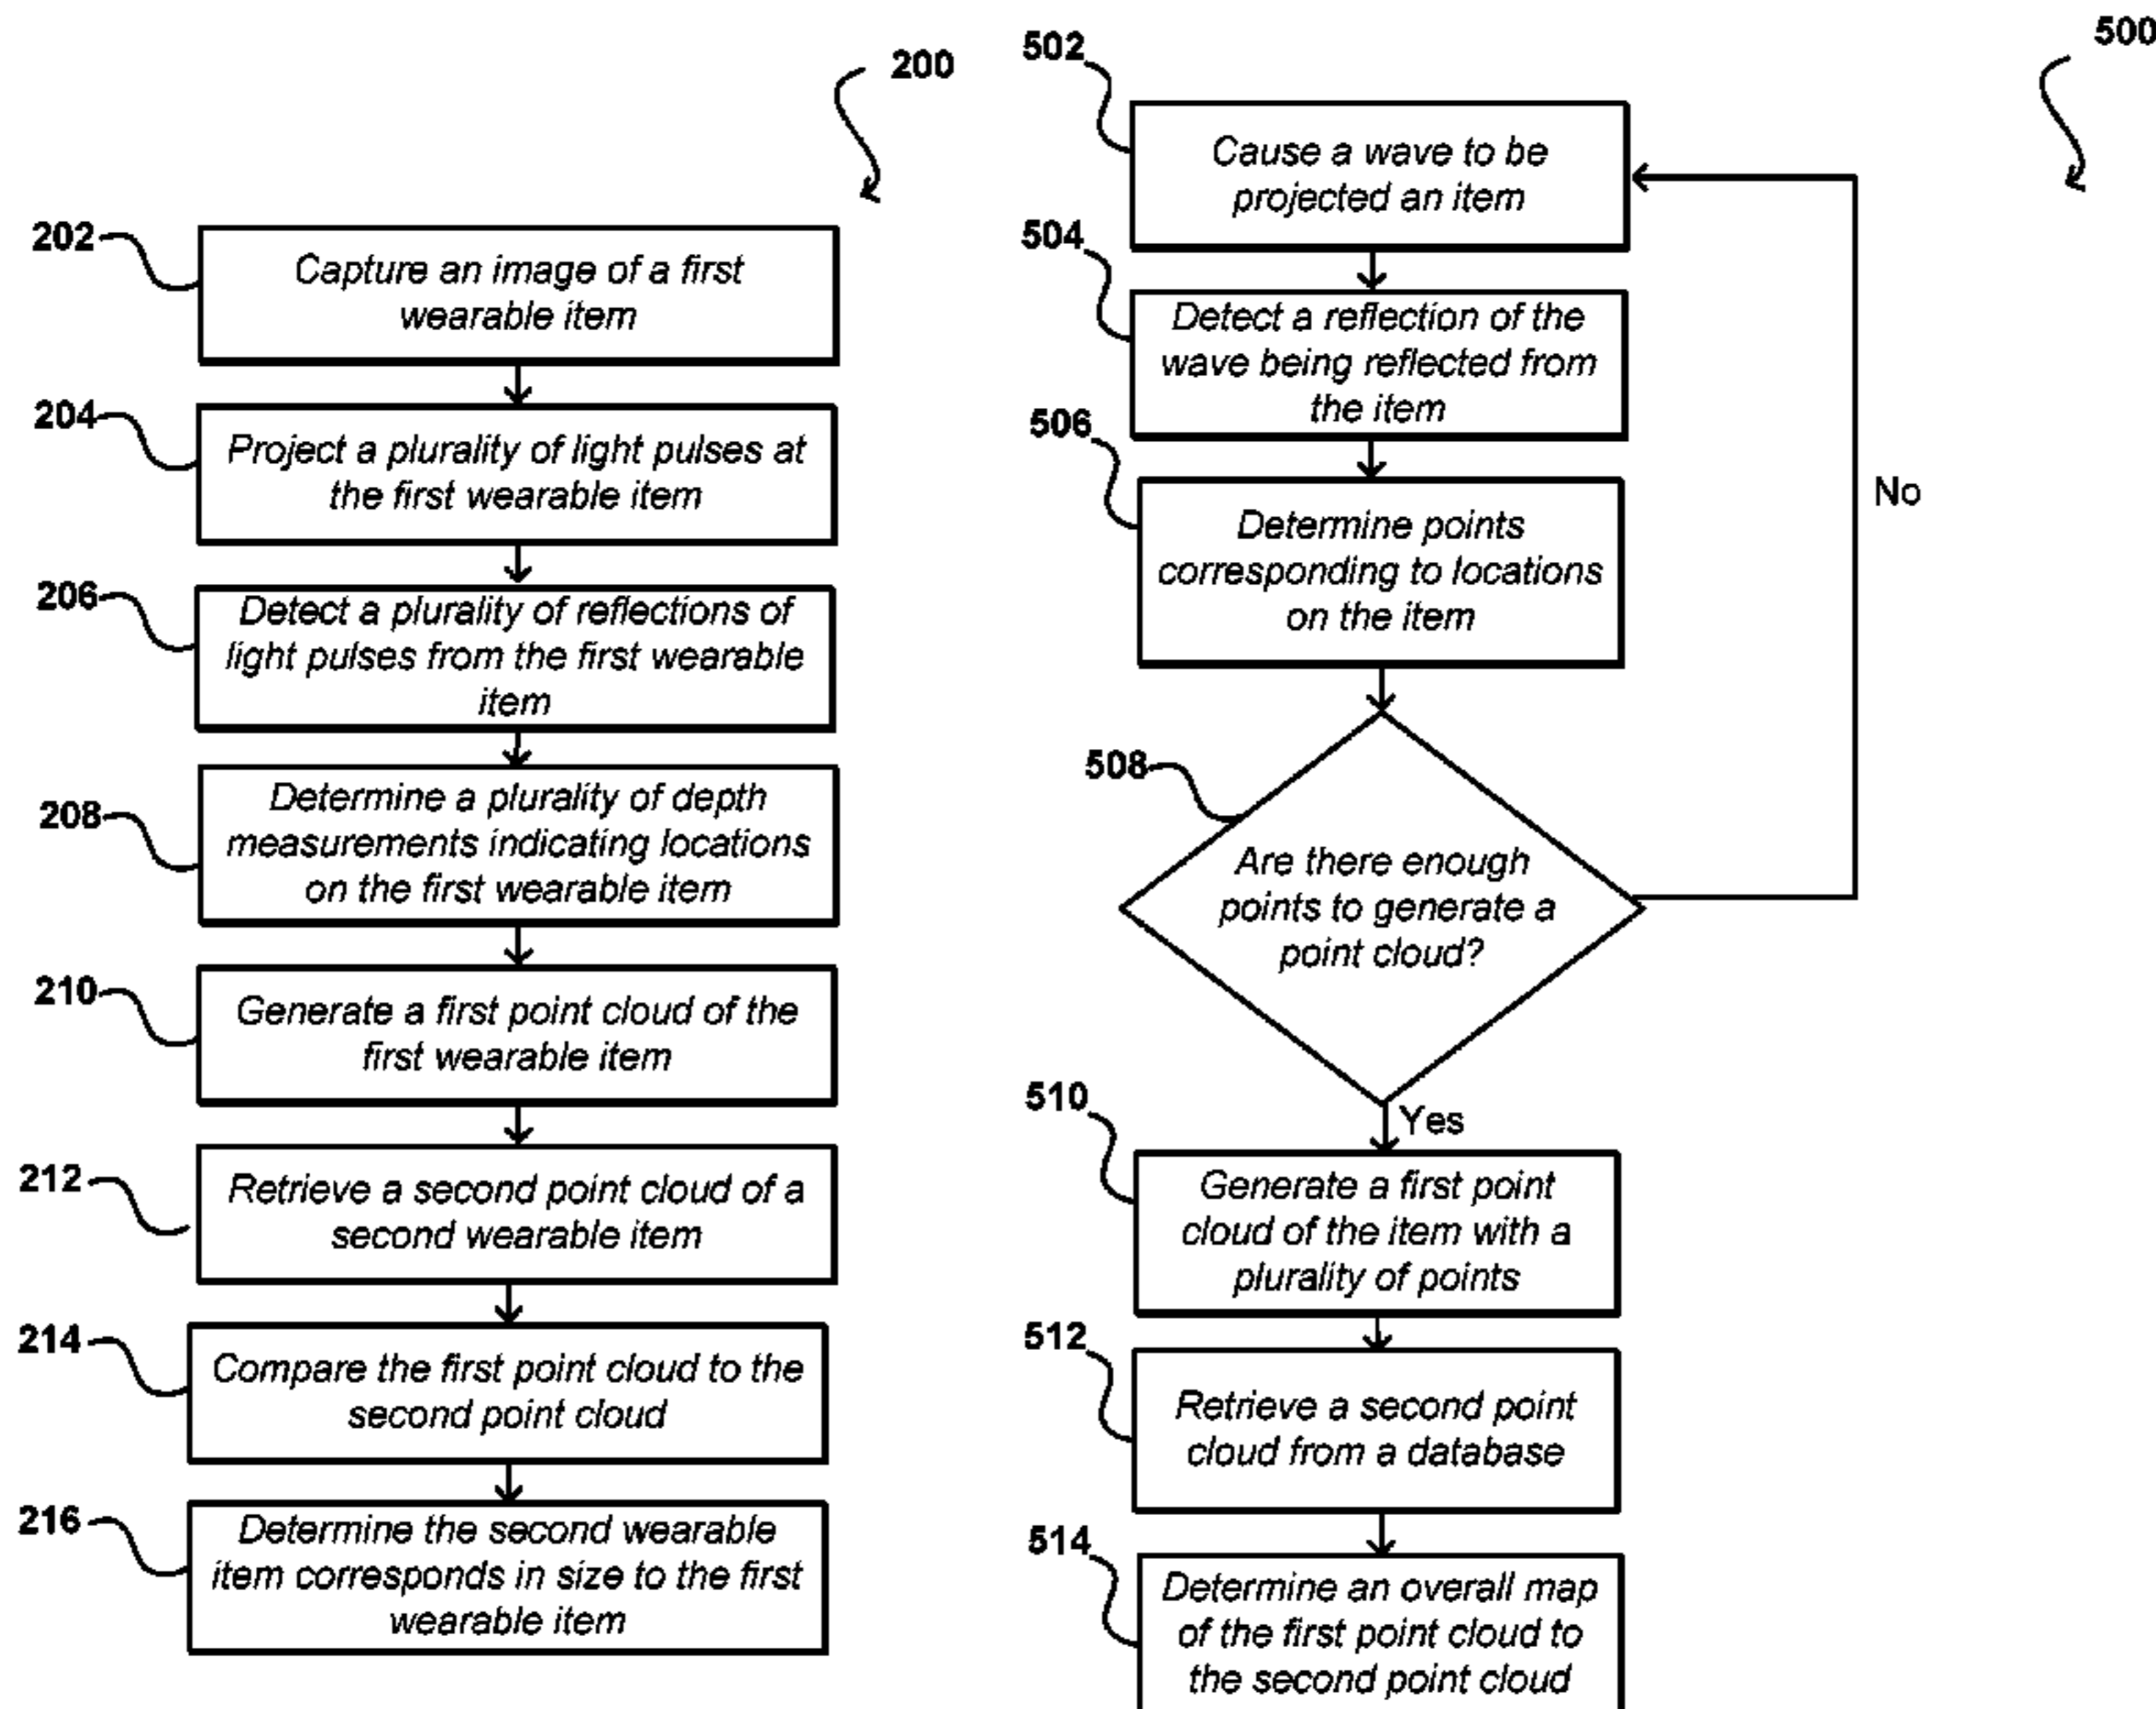 200
202
Capture an image of a first
wearable item
204
Project a plurality of light pulses at
the first wearable item
206
Detect a plurality of reflections of
light pulses from the first wearable
item
208
Determine a plurality of depth
measurements indicating locations
on the first wearable item
210
Generate a first point cloud of the
first wearable item
212
Retrieve a second point cloud of a
second wearable item
214
Compare the first point cloud to the
second point cloud
216
Determine the second wearable
item corresponds in size to the first
wearable item
500
502
Cause a wave to be
projected an item
504
Detect a reflection of the
wave being reflected from
the item
506
Determine points
corresponding to locations
on the item
No
508
Are there enough
points to generate a
point cloud?
Yes
510
Generate a first point
cloud of the item with a
plurality of points
512
Retrieve a second point
cloud from a database
514
Determine an overall map
of the first point cloud to
the second point cloud